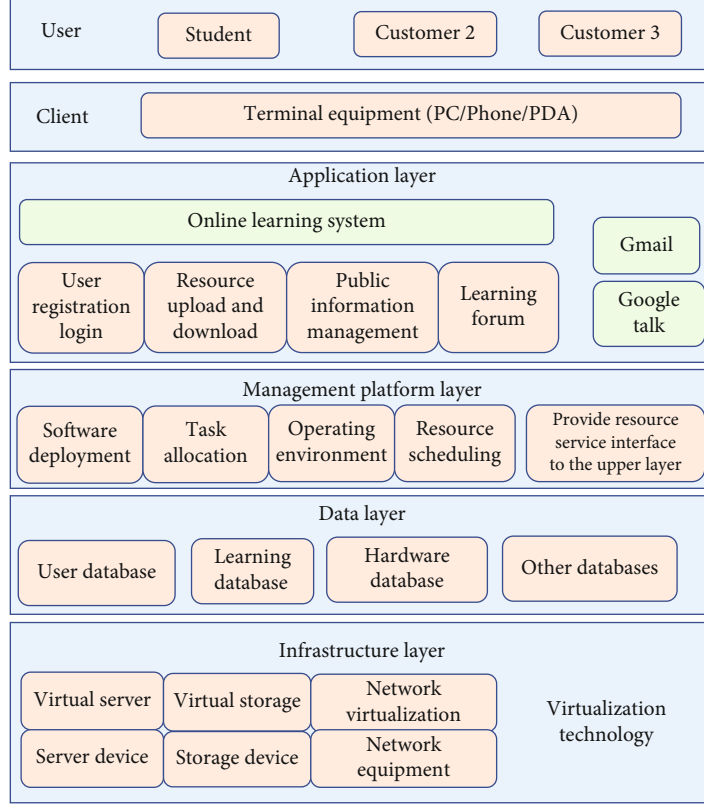 User
Student
Customer 2
Customer 3
Client
Terminal equipment (PC/Phone/PDA)
Application layer
Online learning system
Gmail
Google
talk
User
registration
login
Resource
upload and
download
Public
information
management
Learning
forum
Management platform layer
Software
deployment
Task
allocation
Operating
environment
Resource
scheduling
Provide resource
service interface
to the upper layer
Data layer
User database
Learning
database
Hardware
database
Other databases
Infrastructure layer
Virtual server
Virtual storage
Network
virtualization
Server device
Storage device
Network
equipment
Virtualization
technology